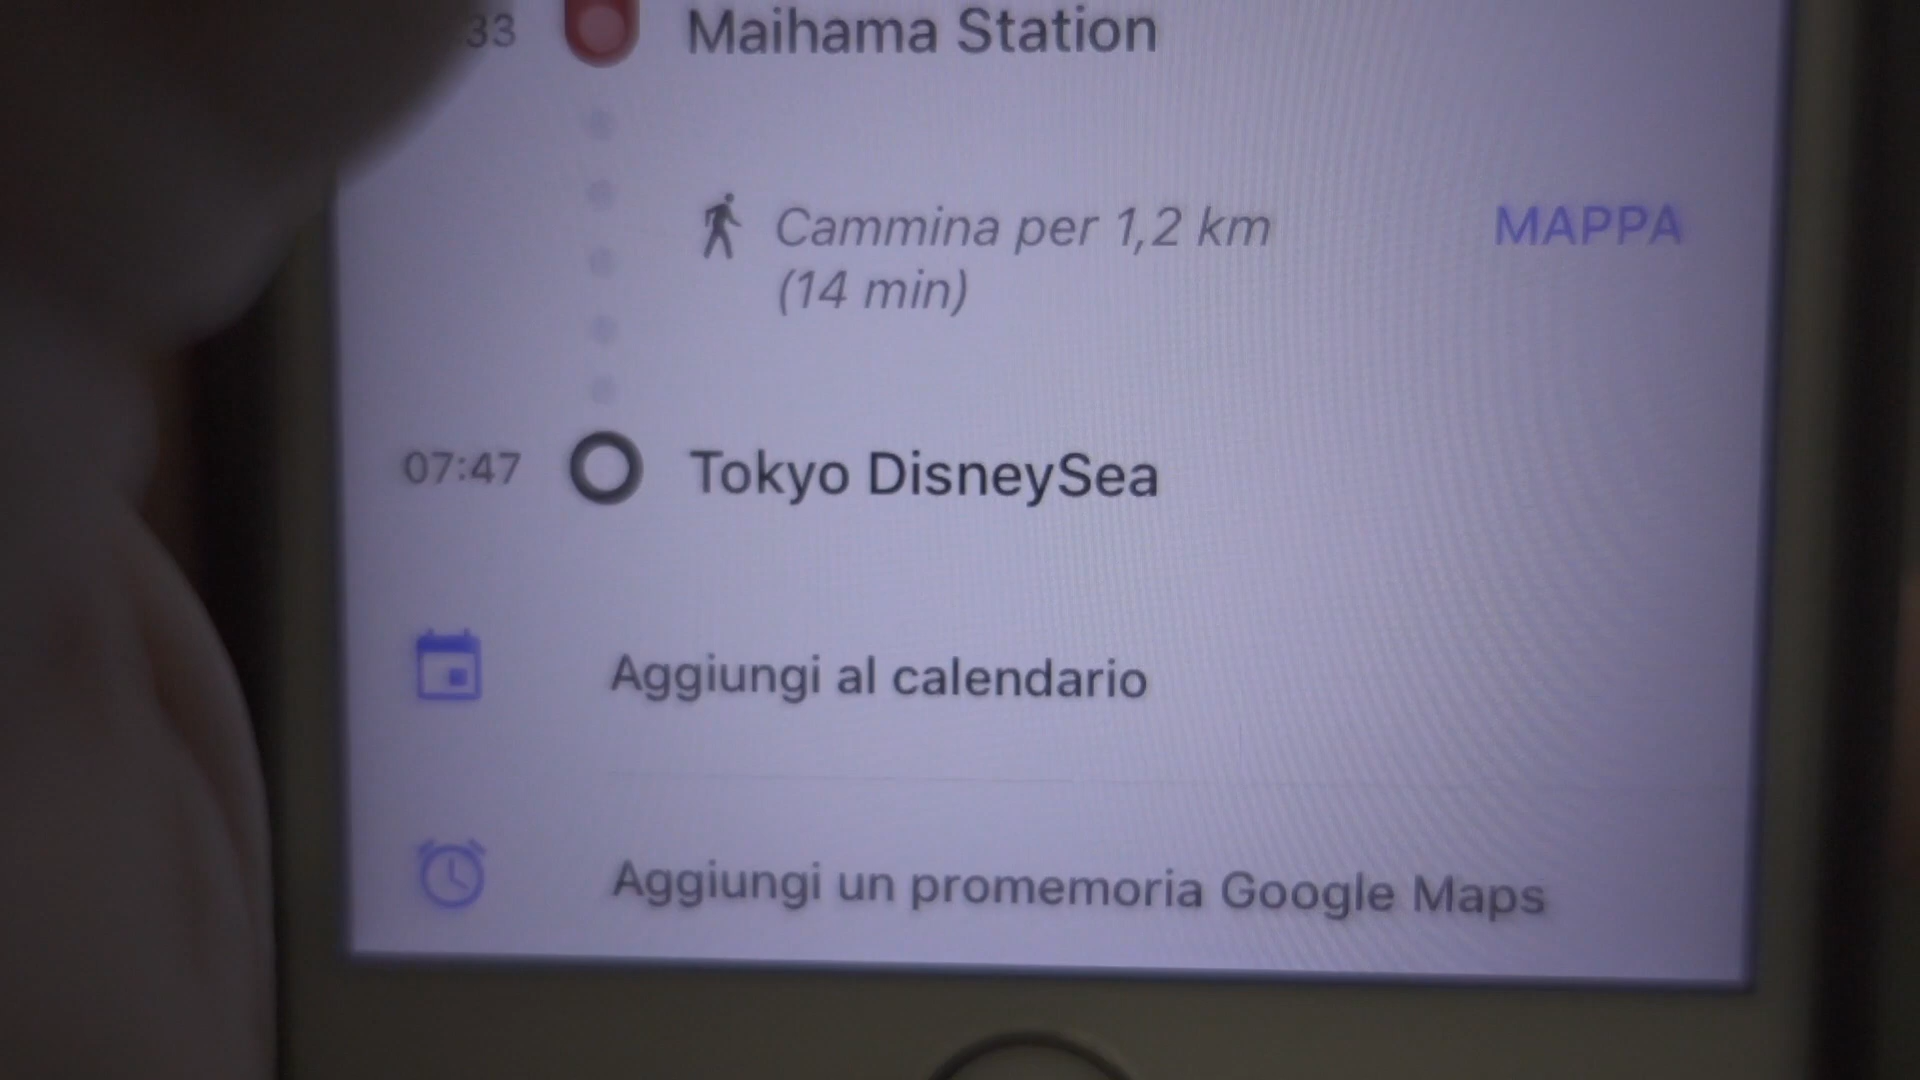 33
Maihama Station
Cammina per 1,2 km
MAPPA
(14 min)
07:47
Tokyo DisneySea
Aggiungi al calendario
Aggiungi un promemoria Google Maps